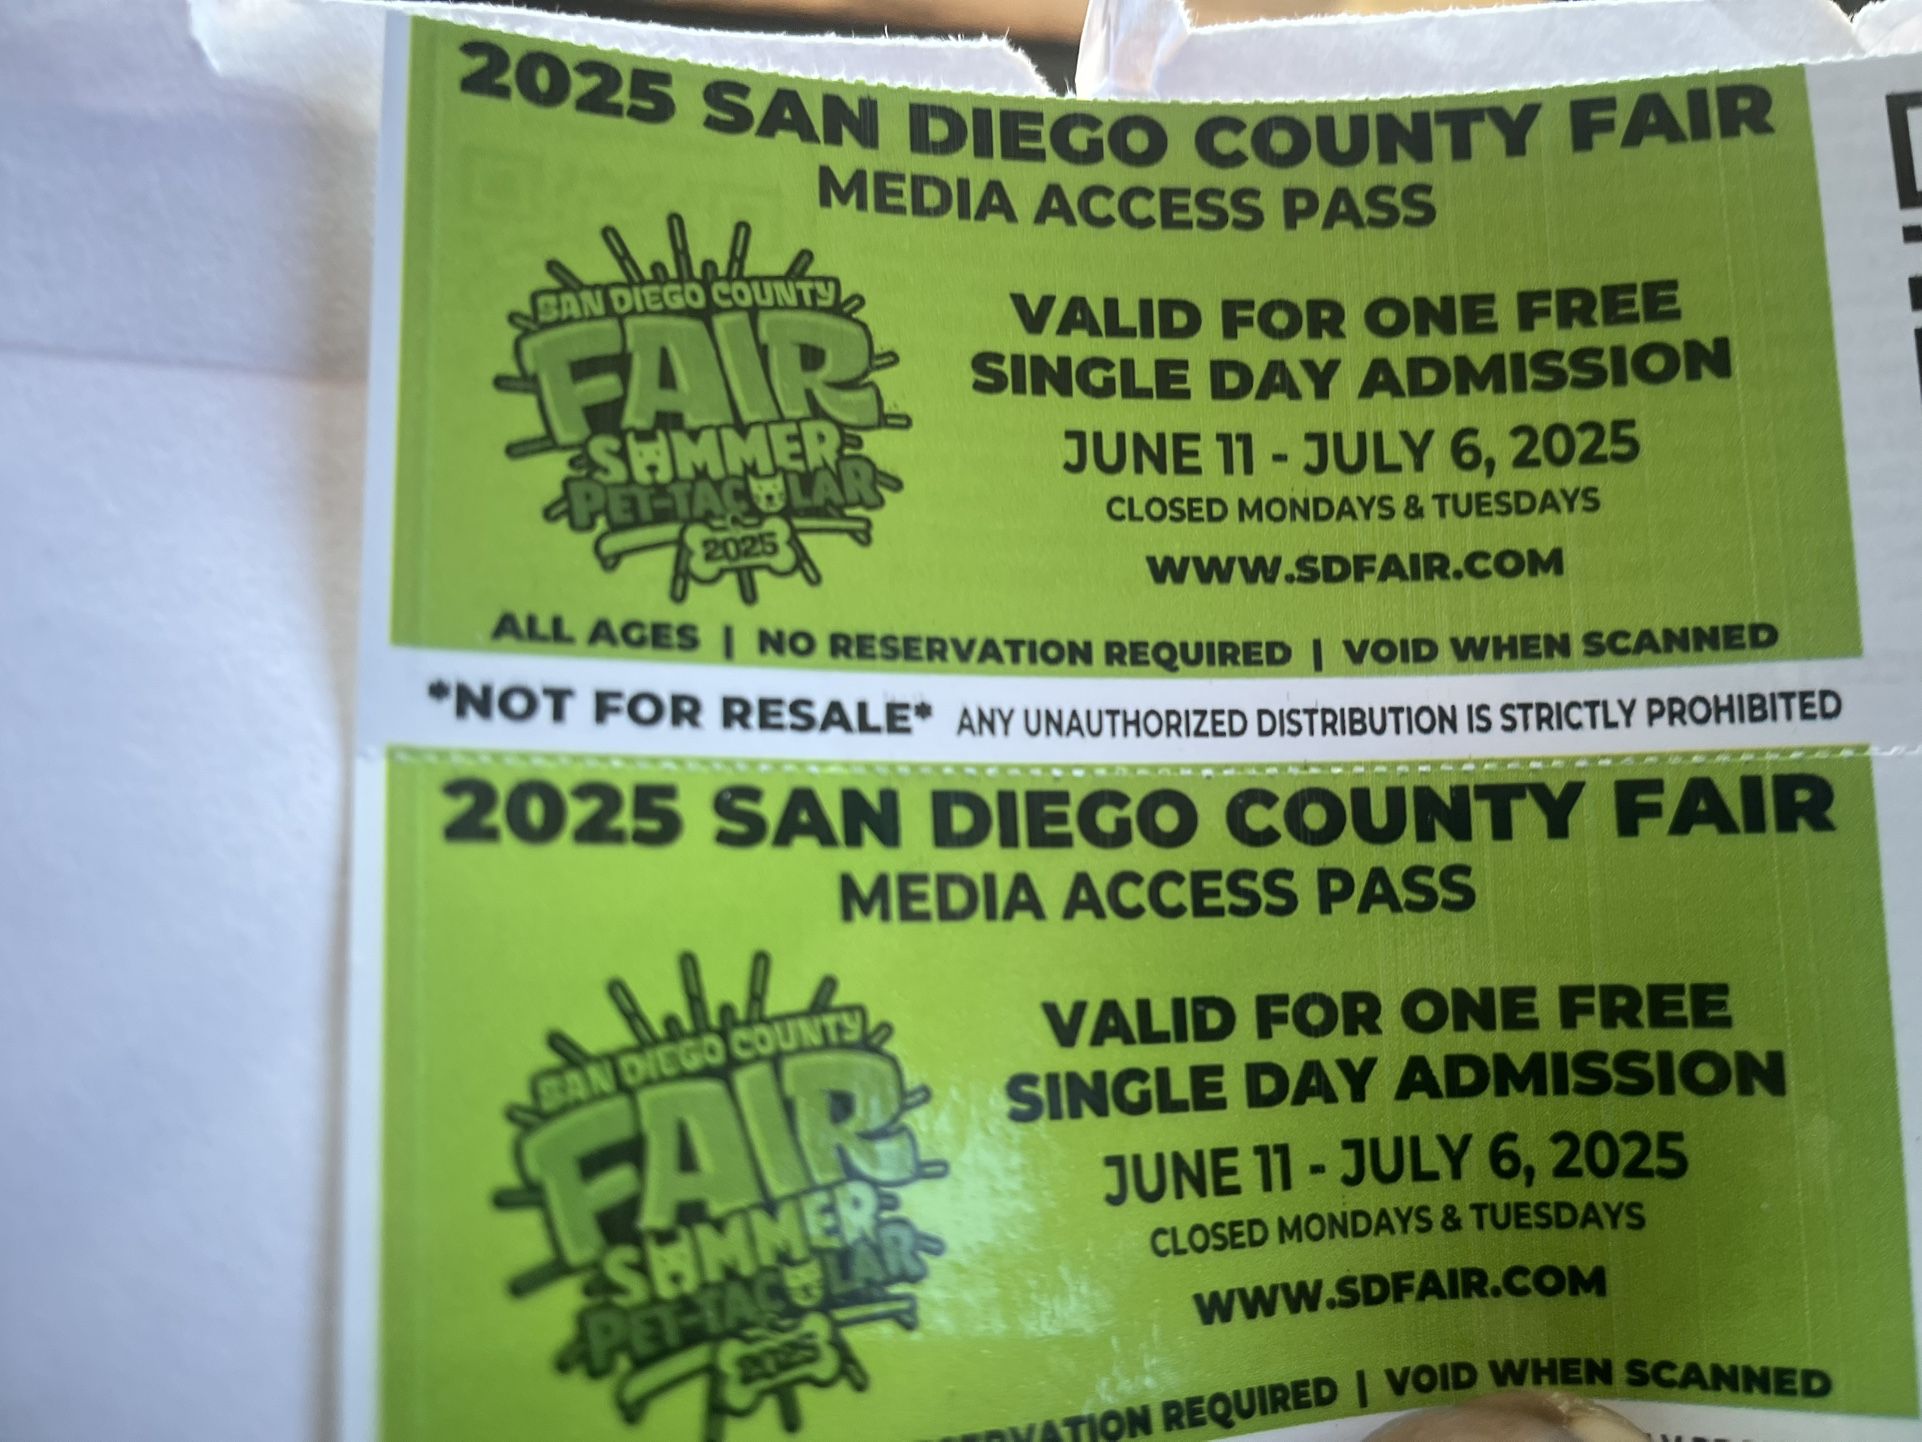 2025 SAN DIEGO COUNTY FAIR
MEDIA ACCESS PASS
SAN DIEGO COUNTY
FAIR
SUMMER
PET-TACULAR
2025
VALID FOR ONE FREE
SINGLE DAY ADMISSION
JUNE 11 - JULY 6, 2025
CLOSED MONDAYS & TUESDAYS
WWW.SDFAIR.COM
ALL AGES | NO RESERVATION REQUIRED | VOID WHEN SCANNED
*NOT FOR RESALE* ANY UNAUTHORIZED DISTRIBUTION IS STRICTLY PROHIBITED
2025 SAN DIEGO COUNTY FAIR
MEDIA ACCESS PASS
SAN DIEGO COUNTY
FAIR
SUMMER
PET-TACULAR
2025
VALID FOR ONE FREE
SINGLE DAY ADMISSION
JUNE 11 - JULY 6, 2025
CLOSED MONDAYS & TUESDAYS
WWW.SDFAIR.COM
REQUIRED | VOID WHEN SCANNED